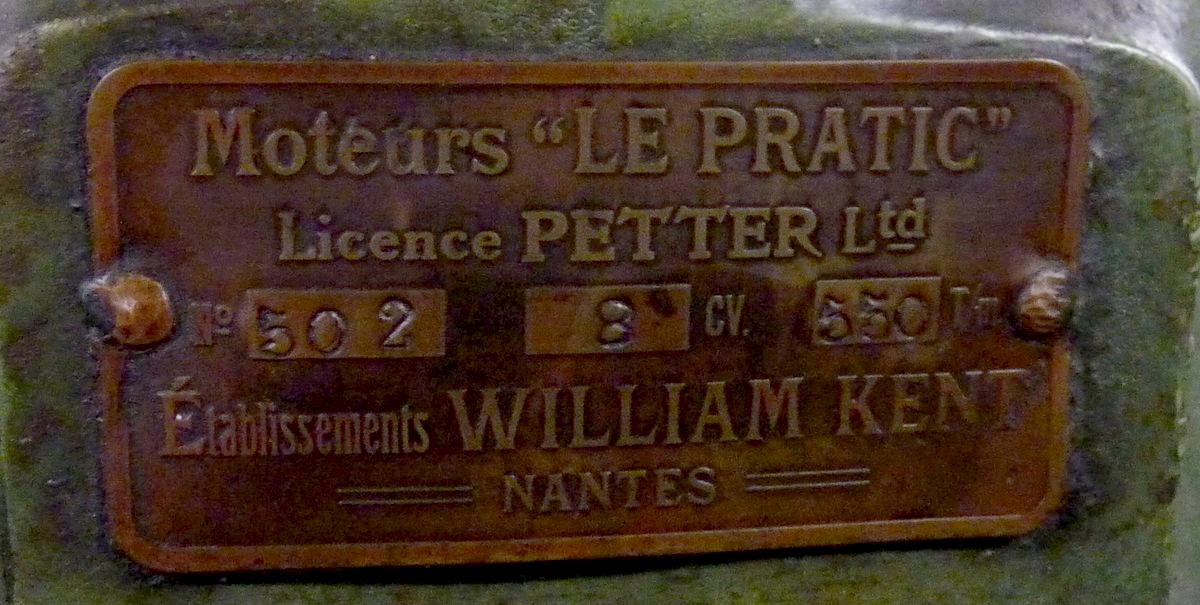 Moteurs “LE PRATIC”
Licence PETTER Ltd
No 502 8 CV. 550 T/m
Établissements WILLIAM KENT
NANTES